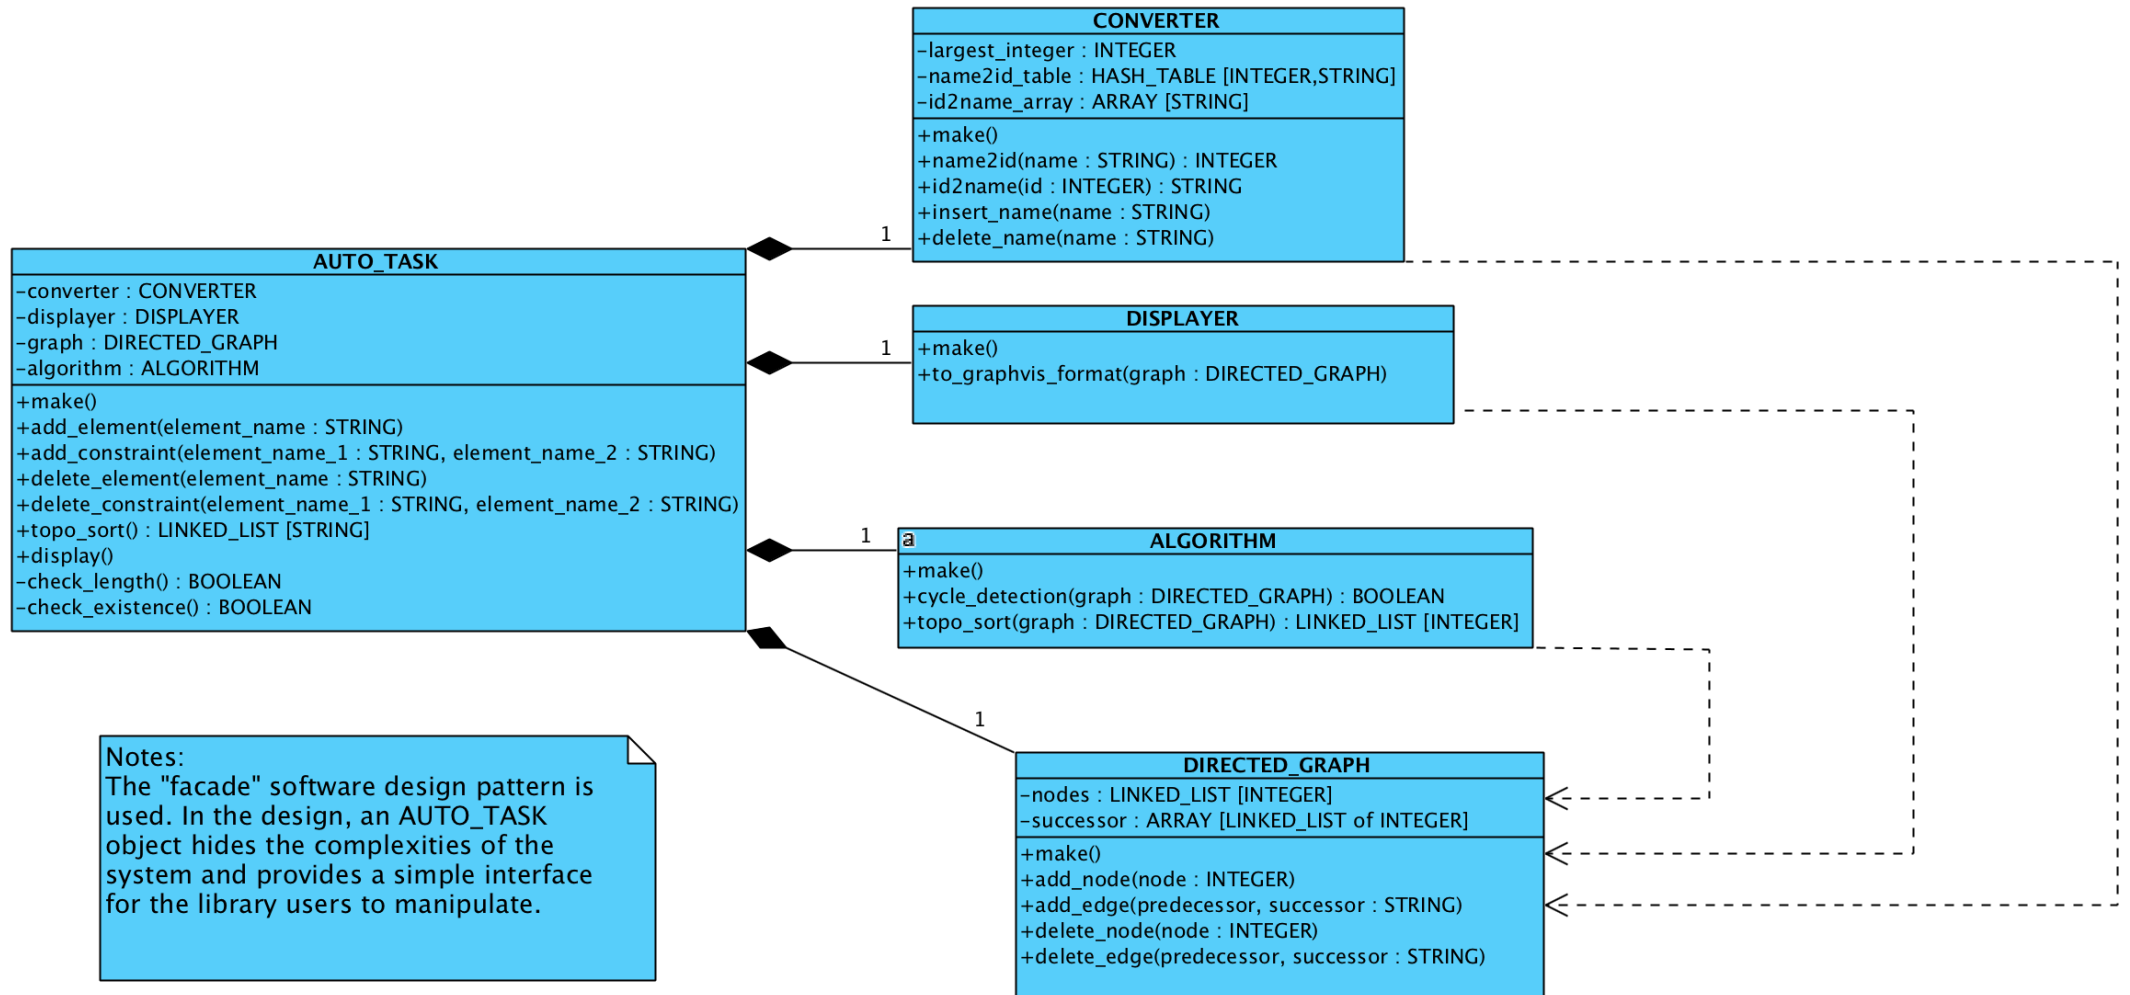 CONVERTER
-largest_integer : INTEGER
-name2id_table : HASH_TABLE [INTEGER,STRING]
-id2name_array : ARRAY [STRING]
+make()
+name2id(name : STRING) : INTEGER
+id2name(id : INTEGER) : STRING
+insert_name(name : STRING)
+delete_name(name : STRING)
1
AUTO_TASK
-converter : CONVERTER
-displayer : DISPLAYER
-graph : DIRECTED_GRAPH
-algorithm : ALGORITHM
+make()
+add_element(element_name : STRING)
+add_constraint(element_name_1 : STRING, element_name_2 : STRING)
+delete_element(element_name : STRING)
+delete_constraint(element_name_1 : STRING, element_name_2 : STRING)
+topo_sort() : LINKED_LIST [STRING]
+display()
-check_length() : BOOLEAN
-check_existence() : BOOLEAN
1
DISPLAYER
+make()
+to_graphvis_format(graph : DIRECTED_GRAPH)
1
a
ALGORITHM
+make()
+cycle_detection(graph : DIRECTED_GRAPH) : BOOLEAN
+topo_sort(graph : DIRECTED_GRAPH) : LINKED_LIST [INTEGER]
1
DIRECTED_GRAPH
-nodes : LINKED_LIST [INTEGER]
-successor : ARRAY [LINKED_LIST of INTEGER]
+make()
+add_node(node : INTEGER)
+add_edge(predecessor, successor : STRING)
+delete_node(node : INTEGER)
+delete_edge(predecessor, successor : STRING)
Notes:
The "facade" software design pattern is
used. In the design, an AUTO_TASK
object hides the complexities of the
system and provides a simple interface
for the library users to manipulate.